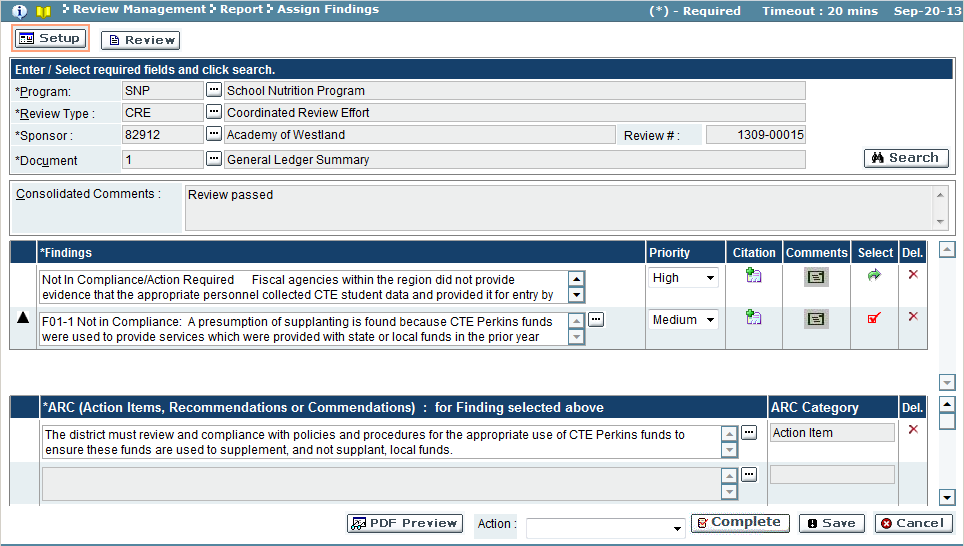 Review Management > Report > Assign Findings (*) - Required Timeout : 20 mins Sep-20-13
Setup Review
Enter / Select required fields and click search.
*Program: SNP ... School Nutrition Program
*Review Type : CRE ... Coordinated Review Effort
*Sponsor : 82912 ... Academy of Westland Review # : 1309-00015
*Document 1 ... General Ledger Summary Search
Consolidated Comments : Review passed
*Findings Priority Citation Comments Select Del.
Not In Compliance/Action Required Fiscal agencies within the region did not provide
evidence that the appropriate personnel collected CTE student data and provided it for entry by
High
F01-1 Not in Compliance: A presumption of supplanting is found because CTE Perkins funds
were used to provide services which were provided with state or local funds in the prior year
... Medium
*ARC (Action Items, Recommendations or Commendations) : for Finding selected above ARC Category Del.
The district must review and compliance with policies and procedures for the appropriate use of CTE Perkins funds to
ensure these funds are used to supplement, and not supplant, local funds.
... Action Item
...
PDF Preview Action : Complete Save Cancel